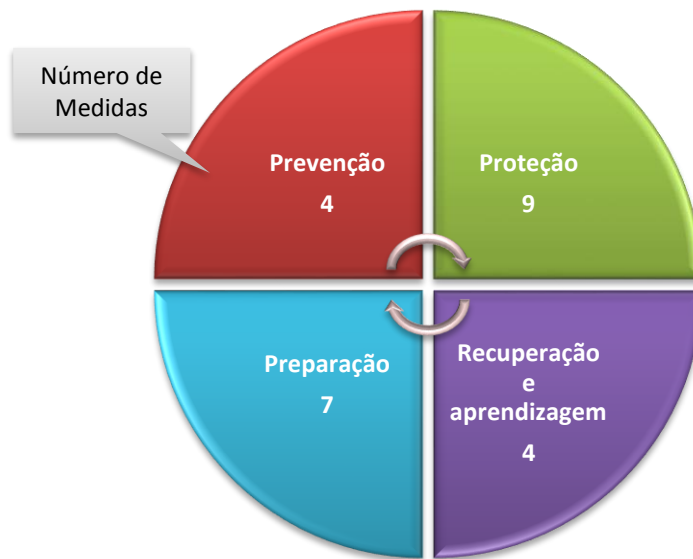 Número de
Medidas
Prevenção
4
Proteção
9
Preparação
7
Recuperação
e
aprendizagem
4